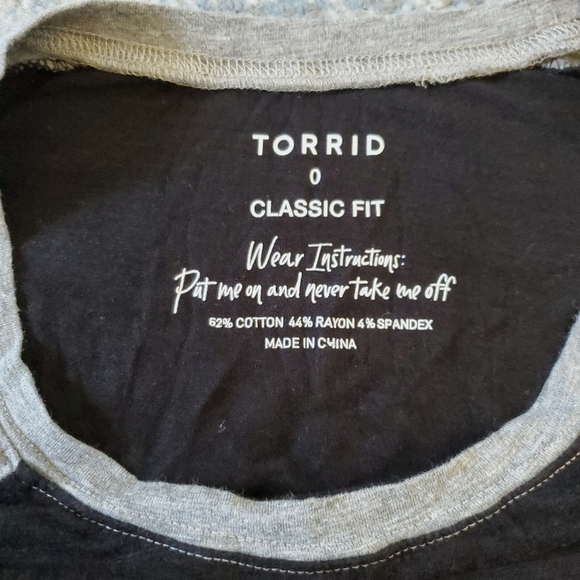 TORRID
0
CLASSIC FIT
Wear Instructions:
Put me on and never take me off
52% COTTON 44% RAYON 4% SPANDEX
MADE IN CHINA